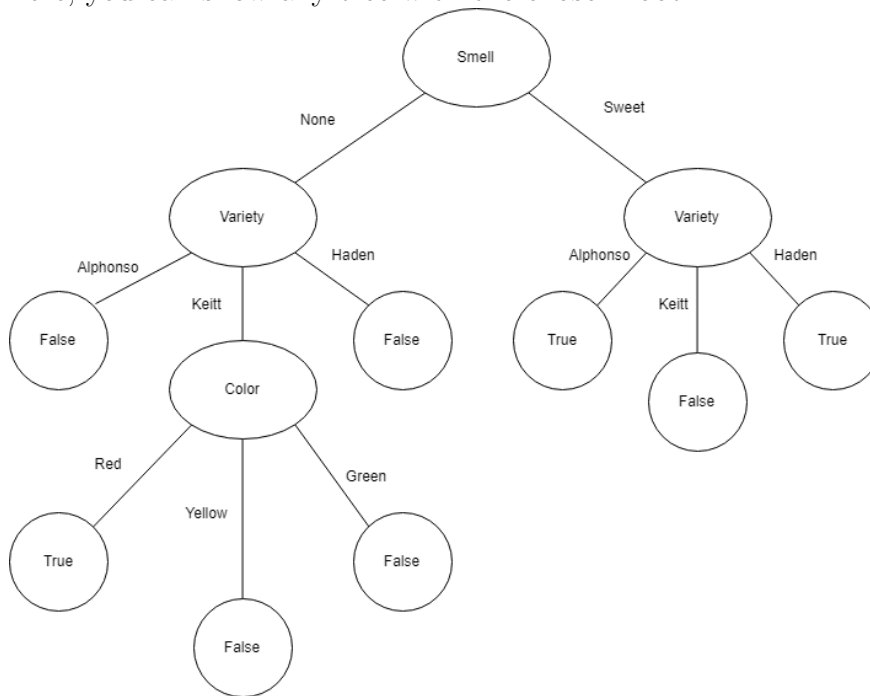 Smell
None
Sweet
Variety
Variety
Alphonso
Haden
Alphonso
Haden
Keitt
Keitt
False
False
True
True
Color
False
Red
Green
Yellow
True
False
False